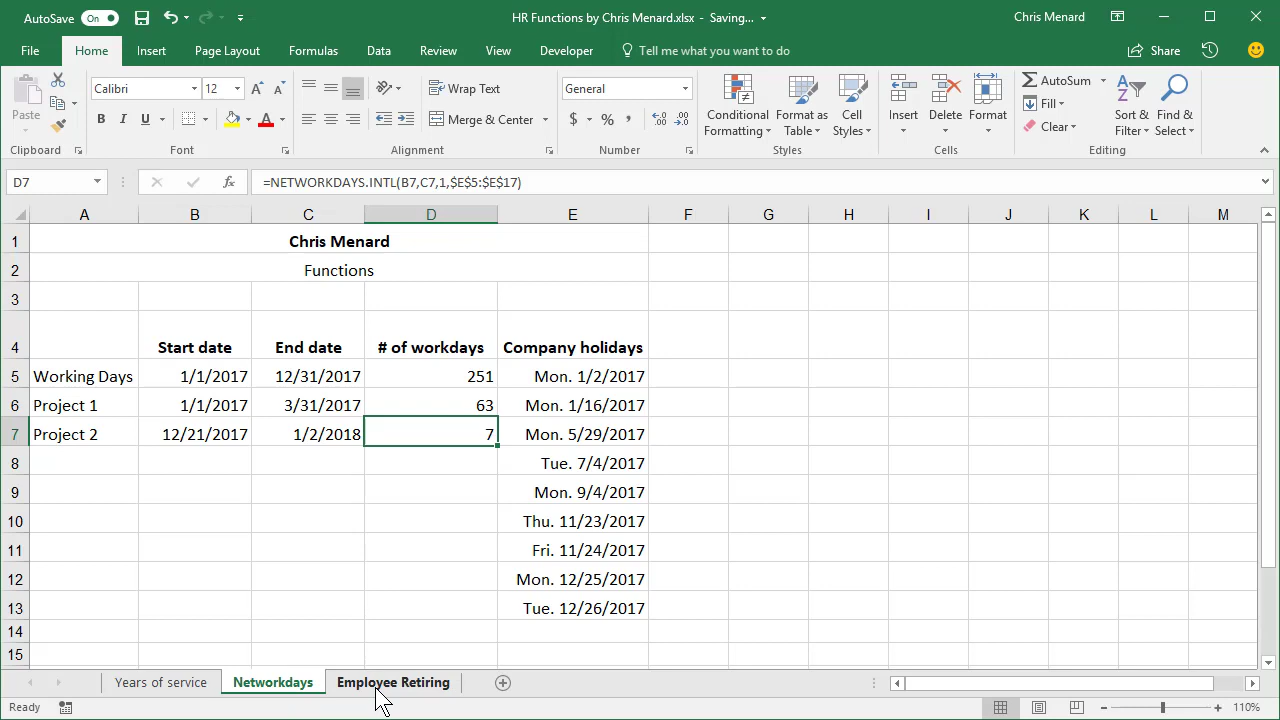 AutoSave On HR Functions by Chris Menard.xlsx - Saving... Chris Menard
File Home Insert Page Layout Formulas Data Review View Developer Tell me what you want to do Share
Paste Calibri 12 A A Wrap Text General Conditional Formatting Format as Table Cell Styles Insert Delete Format AutoSum Fill Clear Sort & Filter Find & Select
B I U A Merge & Center $ % ,
Clipboard Font Alignment Number Styles Cells Editing
D7 fx =NETWORKDAYS.INTL(B7,C7,1,$E$5:$E$17)
A B C D E F G H I J K L M
1 Chris Menard
2 Functions
3
4 Start date End date # of workdays Company holidays
5 Working Days 1/1/2017 12/31/2017 251 Mon. 1/2/2017
6 Project 1 1/1/2017 3/31/2017 63 Mon. 1/16/2017
7 Project 2 12/21/2017 1/2/2018 7 Mon. 5/29/2017
8 Tue. 7/4/2017
9 Mon. 9/4/2017
10 Thu. 11/23/2017
11 Fri. 11/24/2017
12 Mon. 12/25/2017
13 Tue. 12/26/2017
14
15
Years of service Networkdays Employee Retiring
Ready 110%